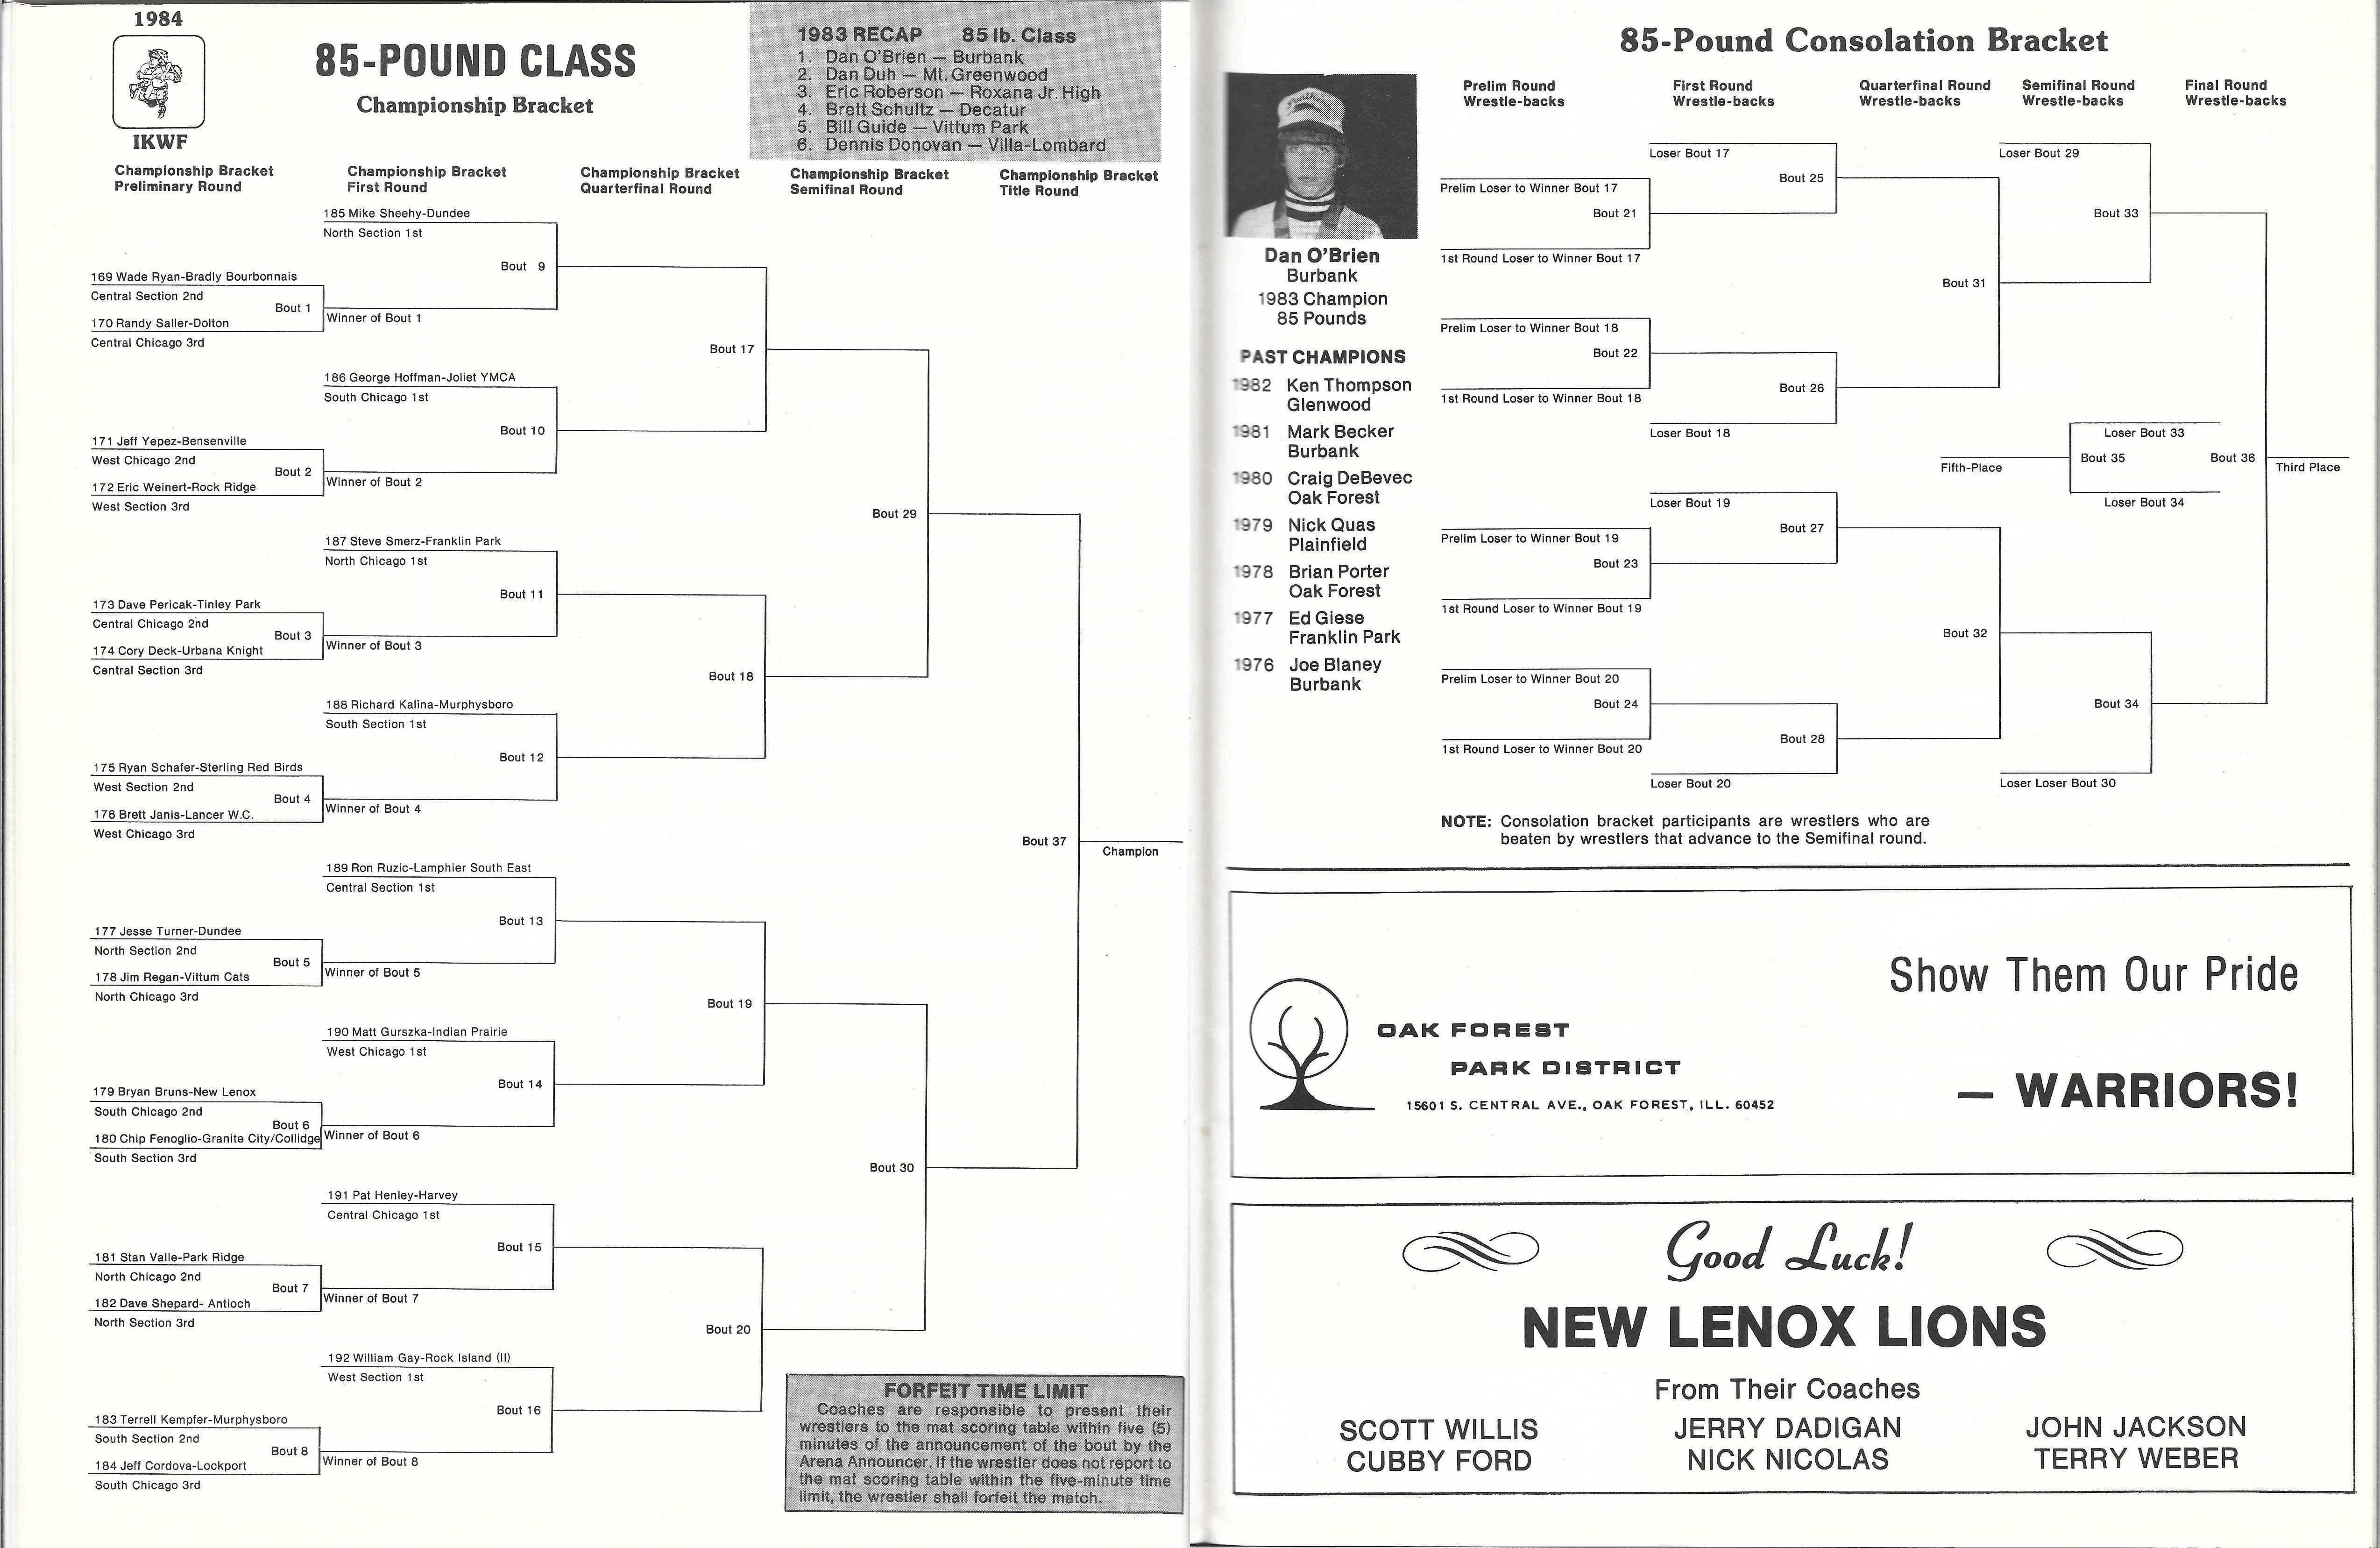 1984
IKWF
85-POUND CLASS
Championship Bracket
1983 RECAP 85 lb. Class
1. Dan O'Brien — Burbank
2. Dan Duh — Mt. Greenwood
3. Eric Roberson — Roxana Jr. High
4. Brett Schultz — Decatur
5. Bill Guide — Vittum Park
6. Dennis Donovan — Villa-Lombard
Championship Bracket
Preliminary Round
Championship Bracket
First Round
Championship Bracket
Quarterfinal Round
Championship Bracket
Semifinal Round
Championship Bracket
Title Round
185 Mike Sheehy-Dundee
North Section 1st
Bout 9
169 Wade Ryan-Bradly Bourbonnais
Central Section 2nd
Bout 1
170 Randy Saller-Dolton
Central Chicago 3rd
Winner of Bout 1
Bout 17
186 George Hoffman-Joliet YMCA
South Chicago 1st
Bout 10
171 Jeff Yepez-Bensenville
West Chicago 2nd
Bout 2
172 Eric Weinert-Rock Ridge
West Section 3rd
Winner of Bout 2
Bout 29
187 Steve Smerz-Franklin Park
North Chicago 1st
Bout 11
173 Dave Pericak-Tinley Park
Central Chicago 2nd
Bout 3
174 Cory Deck-Urbana Knight
Central Section 3rd
Winner of Bout 3
Bout 18
188 Richard Kalina-Murphysboro
South Section 1st
Bout 12
175 Ryan Schafer-Sterling Red Birds
West Section 2nd
Bout 4
176 Brett Janis-Lancer W.C.
West Chicago 3rd
Winner of Bout 4
Bout 37
Champion
189 Ron Ruzic-Lamphier South East
Central Section 1st
Bout 13
177 Jesse Turner-Dundee
North Section 2nd
Bout 5
178 Jim Regan-Vittum Cats
North Chicago 3rd
Winner of Bout 5
Bout 19
190 Matt Gurszka-Indian Prairie
West Chicago 1st
Bout 14
179 Bryan Bruns-New Lenox
South Chicago 2nd
Bout 6
180 Chip Fenoglio-Granite City/Collidge
South Section 3rd
Winner of Bout 6
Bout 30
191 Pat Henley-Harvey
Central Chicago 1st
Bout 15
181 Stan Valle-Park Ridge
North Chicago 2nd
Bout 7
182 Dave Shepard- Antioch
North Section 3rd
Winner of Bout 7
Bout 20
192 William Gay-Rock Island (II)
West Section 1st
Bout 16
183 Terrell Kempfer-Murphysboro
South Section 2nd
Bout 8
184 Jeff Cordova-Lockport
South Chicago 3rd
Winner of Bout 8
FORFEIT TIME LIMIT
Coaches are responsible to present their
wrestlers to the mat scoring table within five (5)
minutes of the announcement of the bout by the
Arena Announcer. If the wrestler does not report to
the mat scoring table within the five-minute time
limit, the wrestler shall forfeit the match.
85-Pound Consolation Bracket
Panthers
Dan O'Brien
Burbank
1983 Champion
85 Pounds
PAST CHAMPIONS
1982 Ken Thompson
Glenwood
1981 Mark Becker
Burbank
1980 Craig DeBevec
Oak Forest
1979 Nick Quas
Plainfield
1978 Brian Porter
Oak Forest
1977 Ed Giese
Franklin Park
1976 Joe Blaney
Burbank
Prelim Round
Wrestle-backs
First Round
Wrestle-backs
Quarterfinal Round
Wrestle-backs
Semifinal Round
Wrestle-backs
Final Round
Wrestle-backs
Loser Bout 17
Bout 25
Prelim Loser to Winner Bout 17
Bout 21
1st Round Loser to Winner Bout 17
Loser Bout 29
Bout 33
Bout 31
Prelim Loser to Winner Bout 18
Bout 22
1st Round Loser to Winner Bout 18
Bout 26
Loser Bout 18
Loser Bout 33
Fifth-Place
Bout 35
Loser Bout 34
Bout 36
Third Place
Loser Bout 19
Bout 27
Prelim Loser to Winner Bout 19
Bout 23
1st Round Loser to Winner Bout 19
Bout 32
Prelim Loser to Winner Bout 20
Bout 24
1st Round Loser to Winner Bout 20
Bout 28
Loser Bout 20
Bout 34
Loser Loser Bout 30
NOTE: Consolation bracket participants are wrestlers who are
beaten by wrestlers that advance to the Semifinal round.
Show Them Our Pride
OAK FOREST
PARK DISTRICT
15601 S. CENTRAL AVE., OAK FOREST, ILL. 60452
— WARRIORS!
Good Luck!
NEW LENOX LIONS
From Their Coaches
SCOTT WILLIS JERRY DADIGAN JOHN JACKSON
CUBBY FORD NICK NICOLAS TERRY WEBER